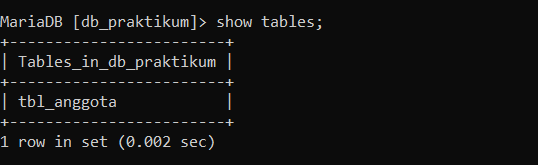 MariaDB [db_praktikum]> show tables;
+------------------------+
| Tables_in_db_praktikum |
+------------------------+
| tbl_anggota            |
+------------------------+
1 row in set (0.002 sec)